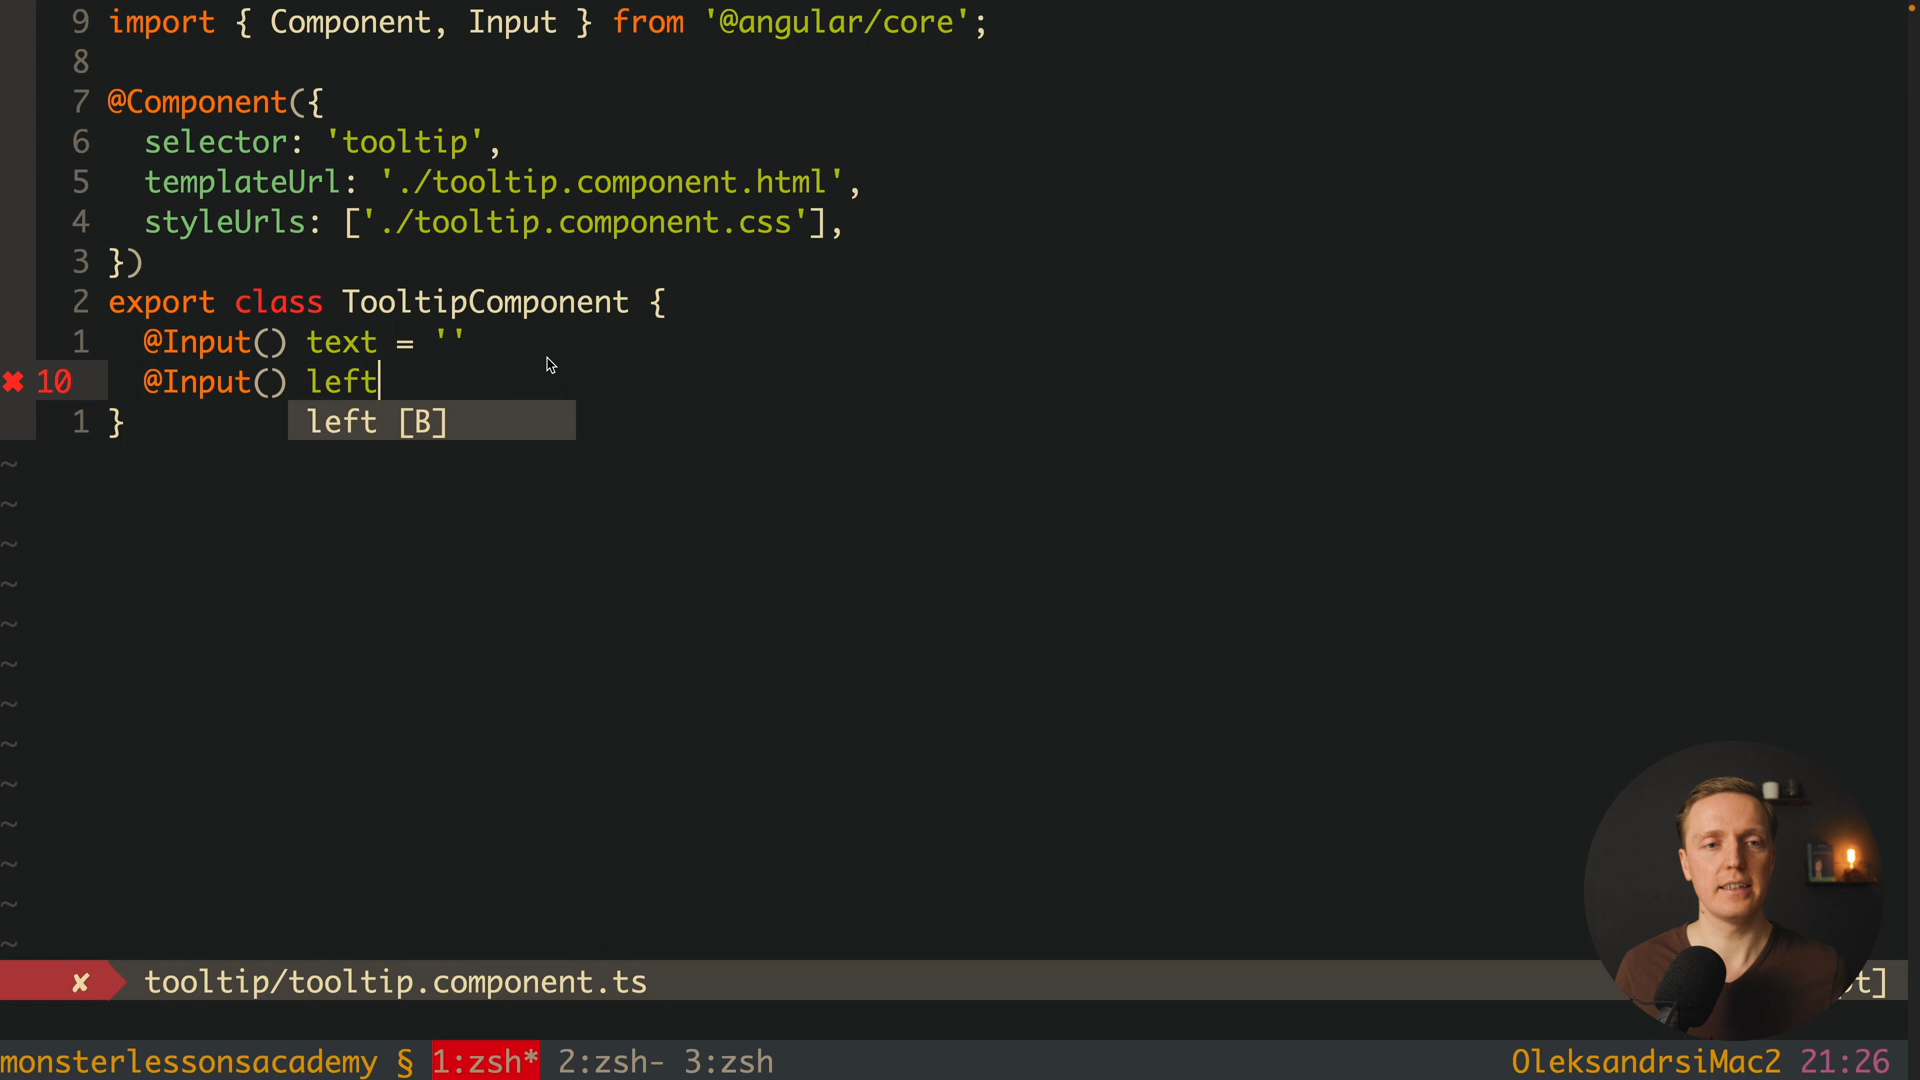 9 import { Component, Input } from '@angular/core';
8
7 @Component({
6 selector: 'tooltip',
5 templateUrl: './tooltip.component.html',
4 styleUrls: ['./tooltip.component.css'],
3 })
2 export class TooltipComponent {
1 @Input() text = ''
✖ 10 @Input() left
1 }
left [B]
~
~
~
~
~
~
~
~
~
~
~
~
~
✘ tooltip/tooltip.component.ts t]
monsterlessonsacademy § 1:zsh* 2:zsh- 3:zsh OleksandrsiMac2 21:26